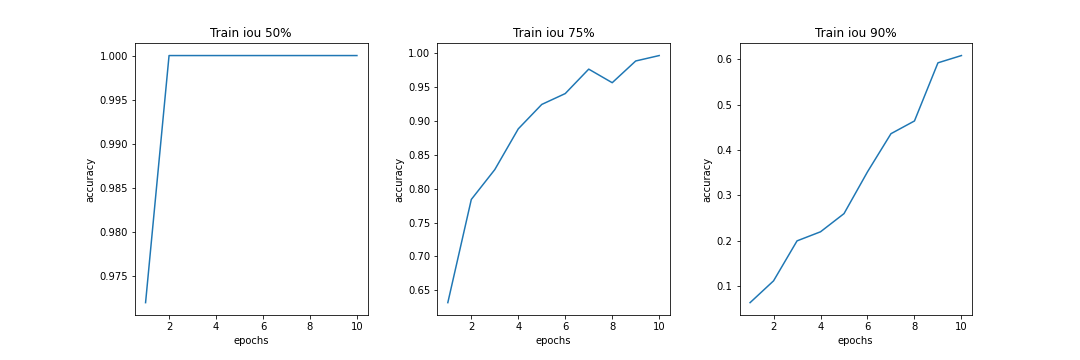 Train iou 50%
1.000
0.995
0.990
0.985
0.980
0.975
accuracy
2 4 6 8 10
epochs
Train iou 75%
1.00
0.95
0.90
0.85
0.80
0.75
0.70
0.65
accuracy
2 4 6 8 10
epochs
Train iou 90%
0.6
0.5
0.4
0.3
0.2
0.1
accuracy
2 4 6 8 10
epochs